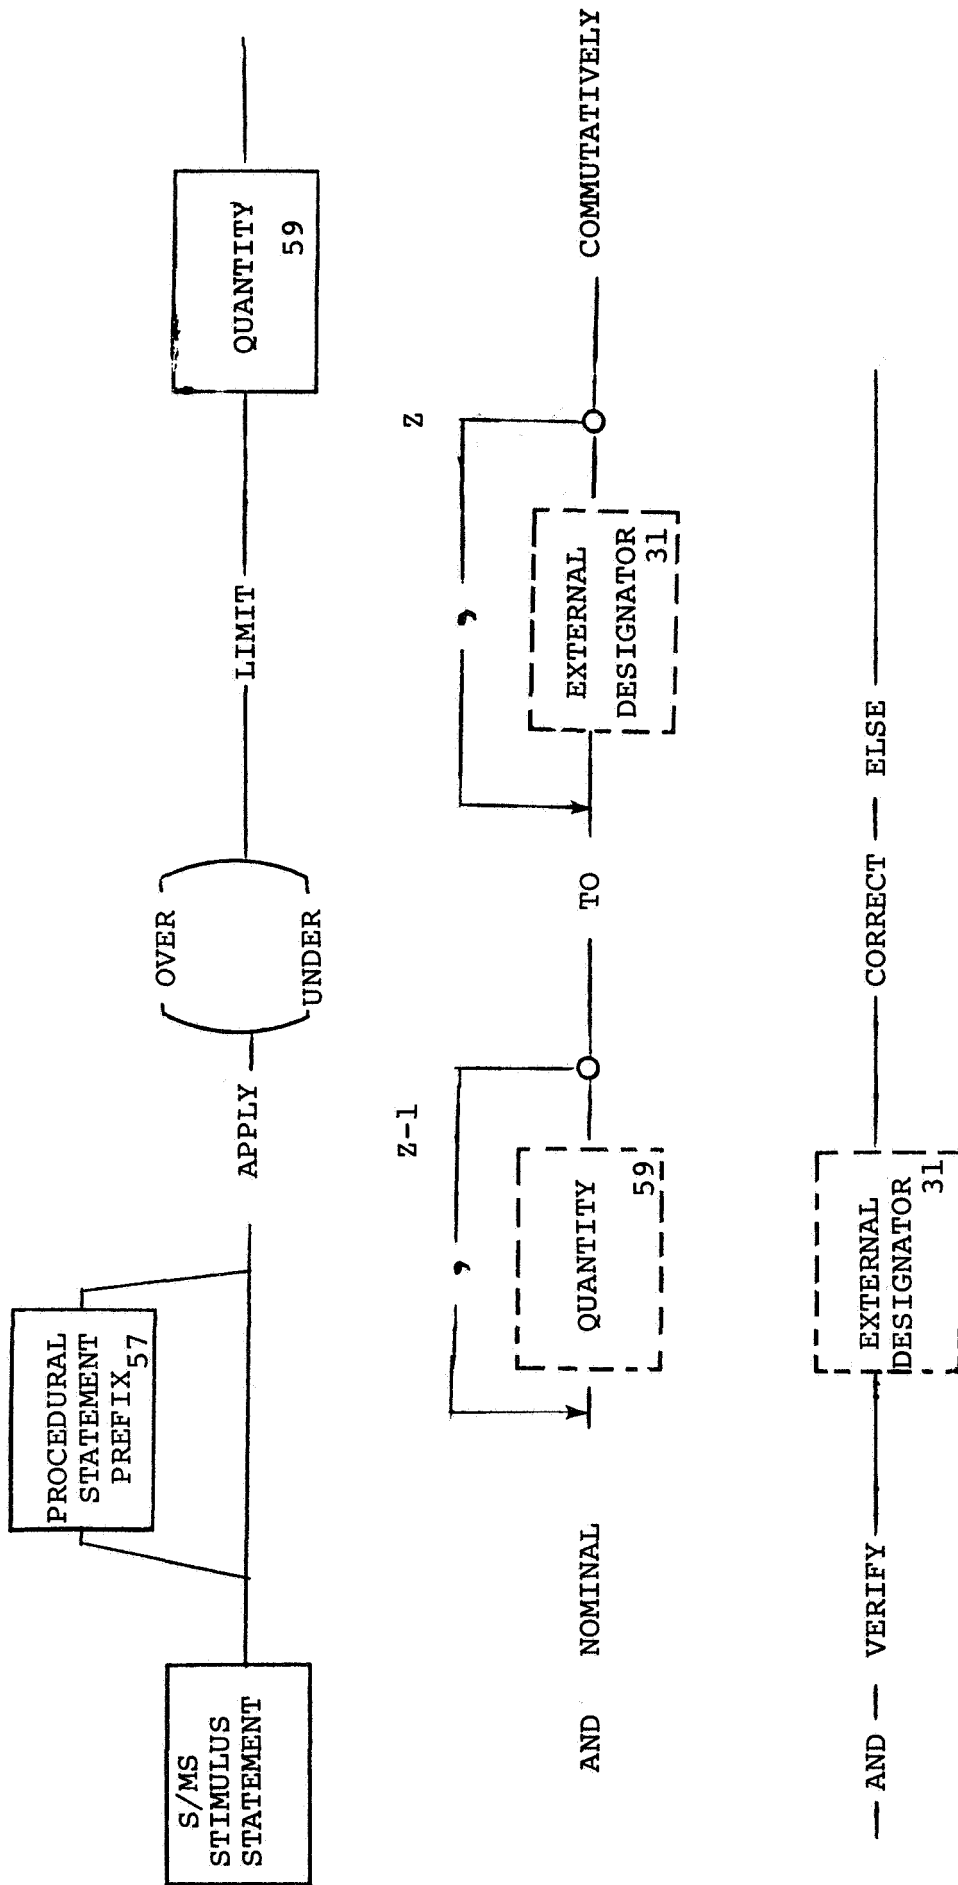 S/MS
STIMULUS
STATEMENT
PROCEDURAL
STATEMENT
PREFIX
57
APPLY
OVER
UNDER
LIMIT
QUANTITY
59
AND NOMINAL
,
Z-1
QUANTITY
59
TO
,
Z
EXTERNAL
DESIGNATOR
31
COMMUTATIVELY
AND VERIFY
EXTERNAL
DESIGNATOR
31
CORRECT ELSE